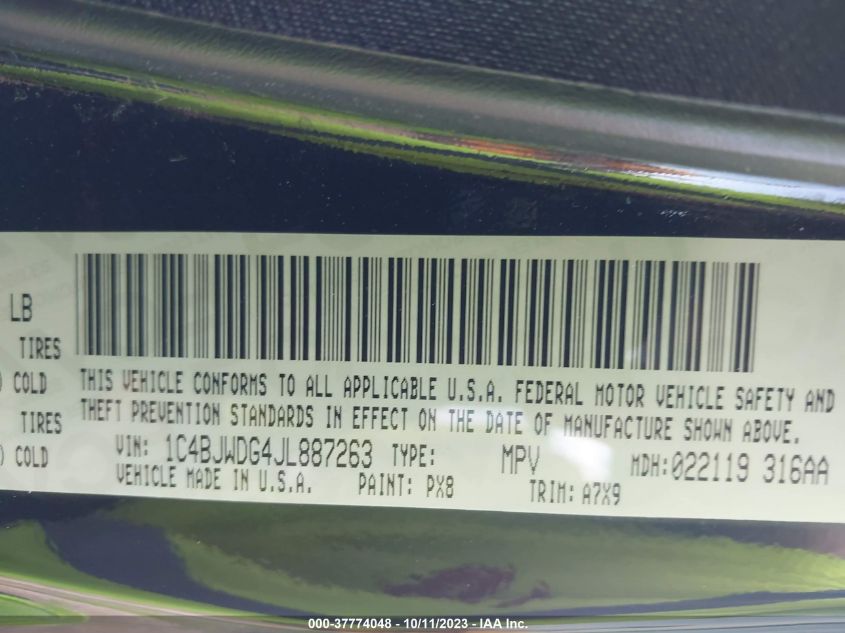 LB
TIRES
) COLD
TIRES
) COLD
THIS VEHICLE CONFORMS TO ALL APPLICABLE U.S.A. FEDERAL MOTOR VEHICLE SAFETY AND
THEFT PREVENTION STANDARDS IN EFFECT ON THE DATE OF MANUFACTURE SHOWN ABOVE.
VIN: 1C4BJWDG4JL887263 TYPE: MPV MDH:022119 316AA
VEHICLE MADE IN U.S.A. PAINT: PX8 TRIM: A7X9
000-37774048 - 10/11/2023 - IAA Inc.